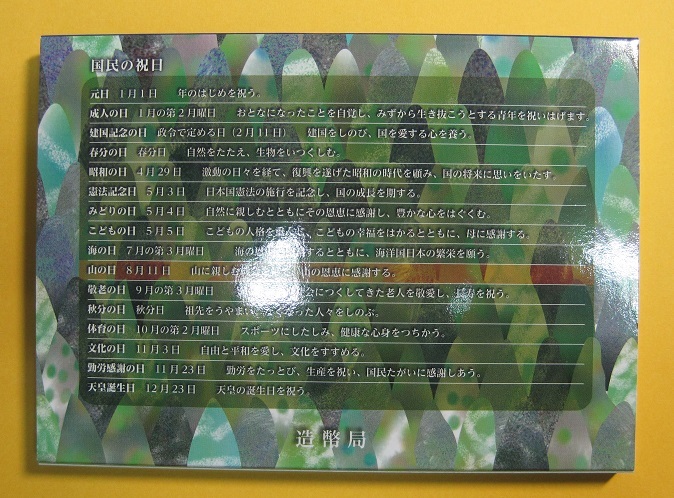 国民の祝日
元日 1月1日 年のはじめを祝う。
成人の日 1月の第2月曜日 おとなになったことを自覚し、みずから生き抜こうとする青年を祝いはげます。
建国記念の日 政令で定める日(2月11日) 建国をしのび、国を愛する心を養う。
春分の日 春分日 自然をたたえ、生物をいつくしむ。
昭和の日 4月29日 激動の日々を経て、復興を遂げた昭和の時代を顧み、国の将来に思いをいたす。
憲法記念日 5月3日 日本国憲法の施行を記念し、国の成長を期する。
みどりの日 5月4日 自然に親しむとともにその恩恵に感謝し、豊かな心をはぐくむ。
こどもの日 5月5日 こどもの人格を重んじ、こどもの幸福をはかるとともに、母に感謝する。
海の日 7月の第3月曜日 海の恩 するとともに、海洋国日本の繁栄を願う。
山の日 8月11日 山に親しむ 山の恩恵に感謝する。
敬老の日 9月の第3月曜日 会につくしてきた老人を敬愛し、長寿を祝う。
秋分の日 秋分日 祖先をうやまい、なくなった人々をしのぶ。
体育の日 10月の第2月曜日 スポーツにしたしみ、健康な心身をつちかう。
文化の日 11月3日 自由と平和を愛し、文化をすすめる。
勤労感謝の日 11月23日 勤労をたっとび、生産を祝い、国民たがいに感謝しあう。
天皇誕生日 12月23日 天皇の誕生日を祝う。
造幣局